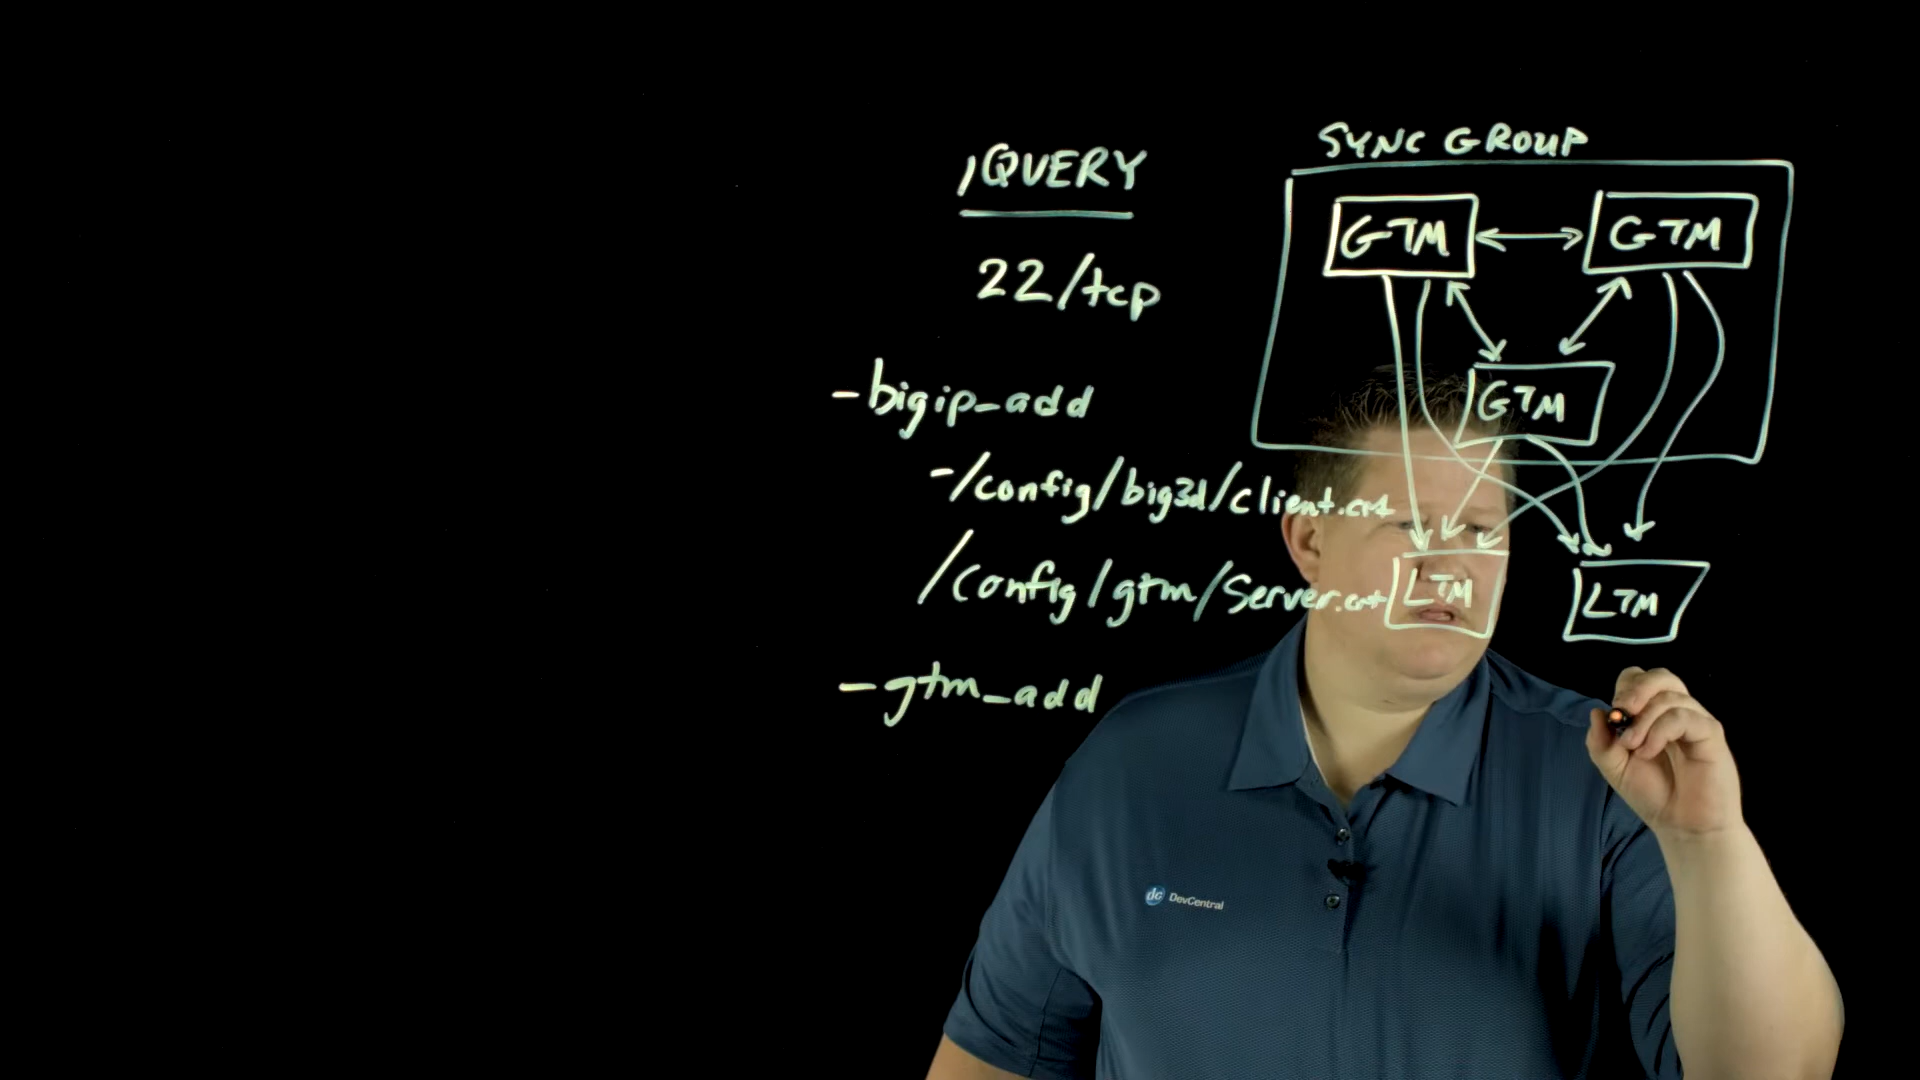 iQUERY
22/tcp
-bigip_add
-/config/big3d/client.crt
/config/gtm/server.crt
-gtm_add
SYNC GROUP
GTM
GTM
GTM
LTM
LTM
DC DevCentral